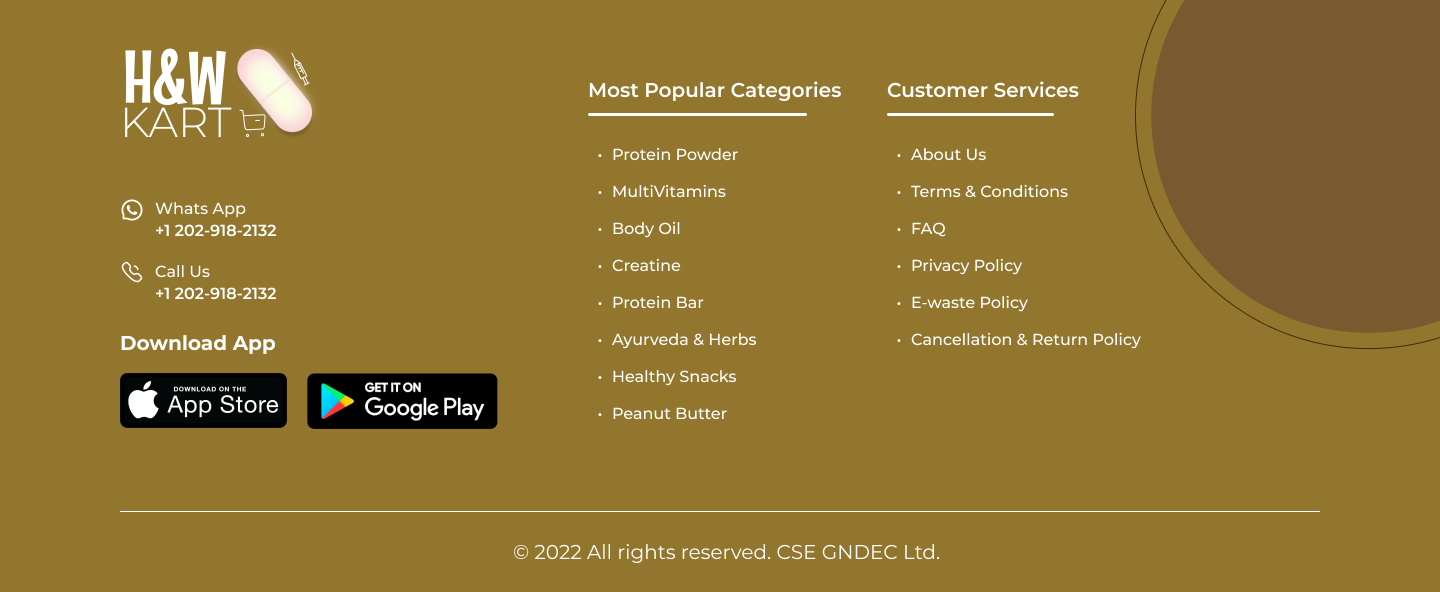 H&W
KART
Whats App
+1 202-918-2132
Call Us
+1 202-918-2132
Download App
DOWNLOAD ON THE
App Store
GET IT ON
Google Play
Most Popular Categories
• Protein Powder
• MultiVitamins
• Body Oil
• Creatine
• Protein Bar
• Ayurveda & Herbs
• Healthy Snacks
• Peanut Butter
Customer Services
• About Us
• Terms & Conditions
• FAQ
• Privacy Policy
• E-waste Policy
• Cancellation & Return Policy
© 2022 All rights reserved. CSE GNDEC Ltd.